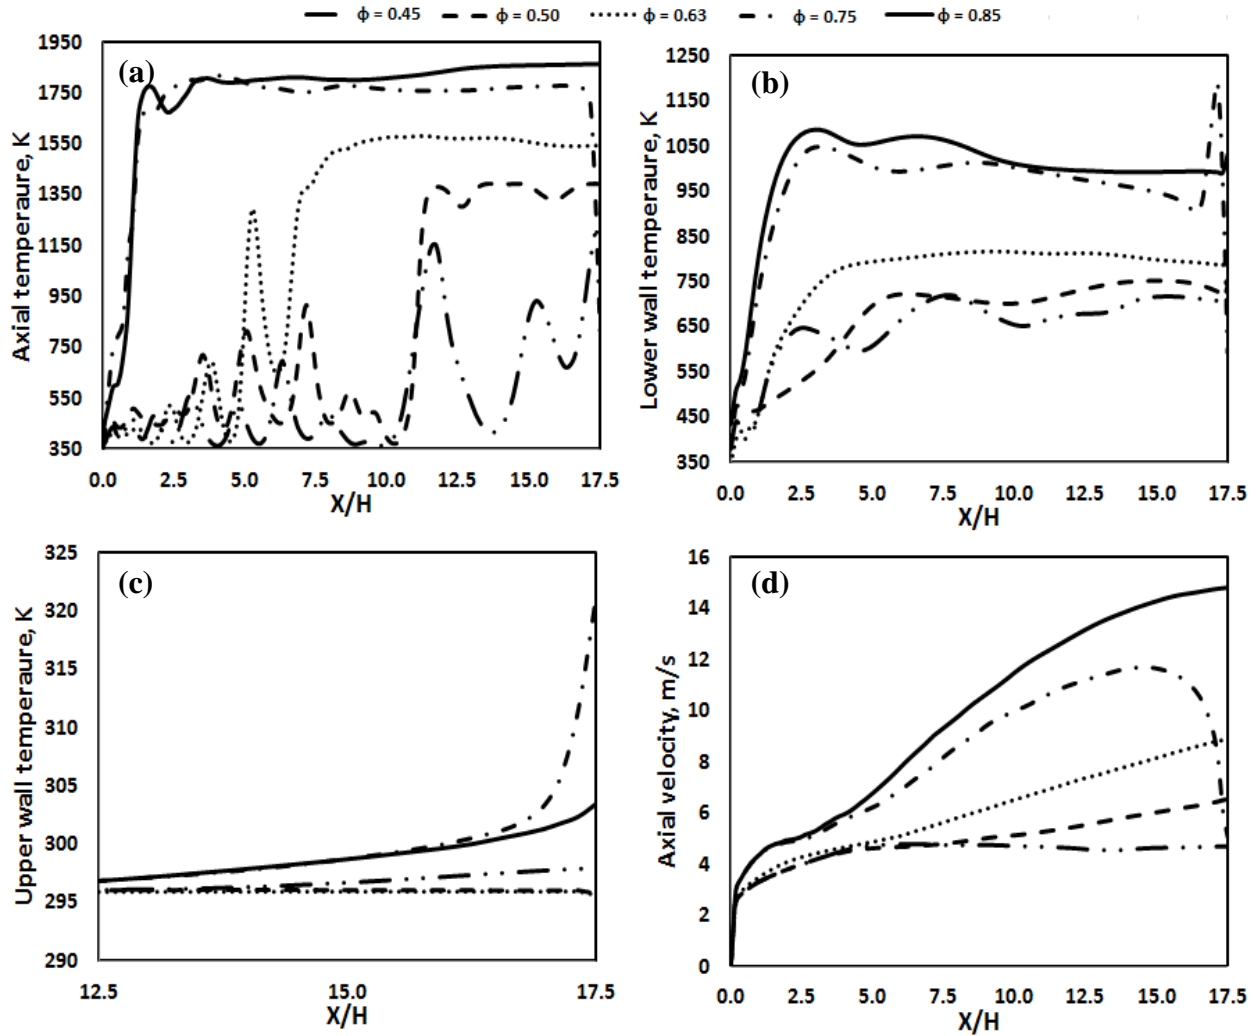 ϕ = 0.45 ϕ = 0.50 ϕ = 0.63 ϕ = 0.75 ϕ = 0.85
(a)
Axial temperaure, K
1950
1750
1550
1350
1150
950
750
550
350
0.0 2.5 5.0 7.5 10.0 12.5 15.0 17.5
X/H
(b)
Lower wall temperaure, K
1250
1150
1050
950
850
750
650
550
450
350
0.0 2.5 5.0 7.5 10.0 12.5 15.0 17.5
X/H
(c)
Upper wall temperaure, K
325
320
315
310
305
300
295
290
12.5 15.0 17.5
X/H
(d)
Axial velocity, m/s
16
14
12
10
8
6
4
2
0
0.0 2.5 5.0 7.5 10.0 12.5 15.0 17.5
X/H